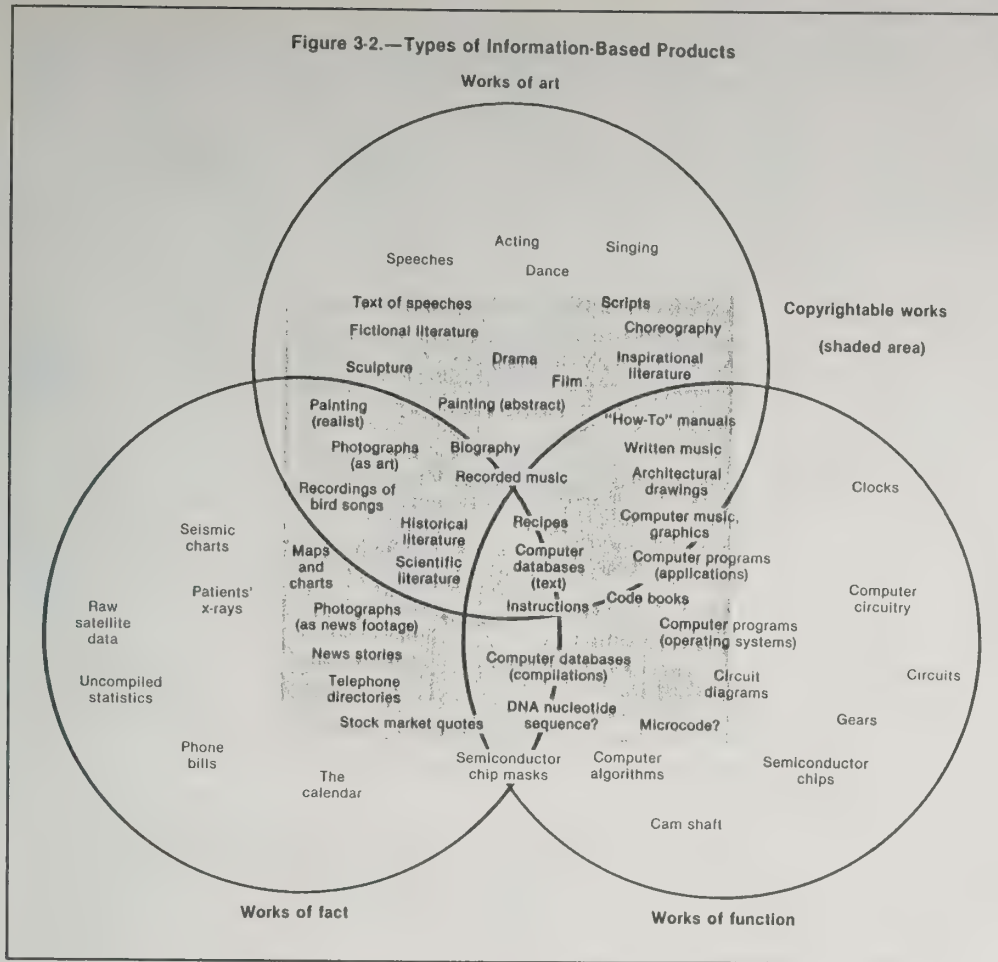 Figure 3-2.—Types of Information-Based Products
Works of art
Acting
Singing
Speeches
Dance
Text of speeches
Scripts
Copyrightable works
(shaded area)
Fictional literature
Choreography
Sculpture
Drama
Inspirational
literature
Film
Painting
(realist)
Painting (abstract)
"How-To" manuals
Photographs
(as art)
Biography
Written music
Recorded music
Architectural
drawings
Recordings of
bird songs
Clocks
Seismic
charts
Historical
literature
Recipes
Computer music,
graphics
Maps
and
charts
Scientific
literature
Computer
databases
(text)
Computer programs
(applications)
Raw
satellite
data
Patients'
x-rays
Photographs
(as news footage)
Instructions
Code books
Computer
circuitry
Computer programs
(operating systems)
News stories
Computer databases
(compilations)
Uncompiled
statistics
Telephone
directories
Circuit
diagrams
Circuits
Stock market quotes
DNA nucleotide
sequence?
Microcode?
Gears
Phone
bills
The
calendar
Semiconductor
chip masks
Computer
algorithms
Semiconductor
chips
Cam shaft
Works of fact
Works of function